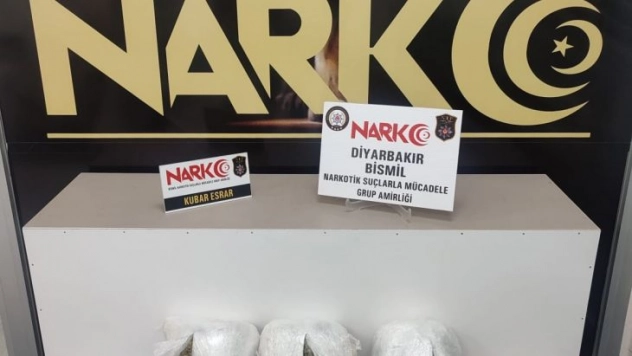 NARKO
NARKO
KUBAR ESRAR
NARKO
DİYARBAKIR
BİSMİL
NARKOTİK SUÇLARLA MÜCADELE
GRUP AMİRLİĞİ